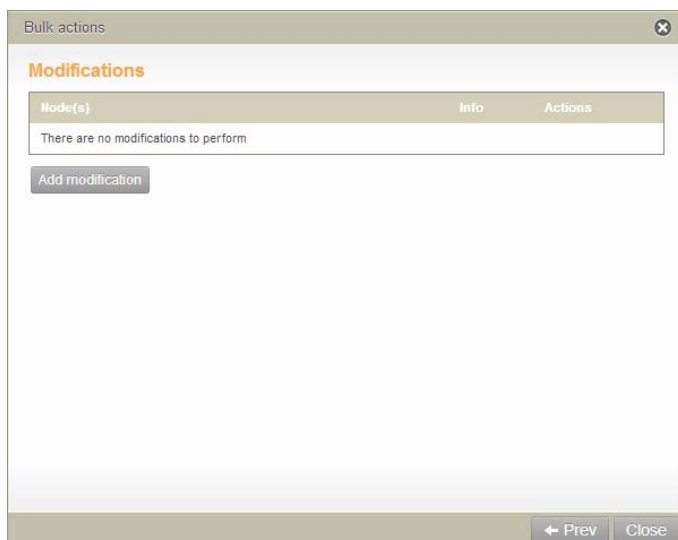 Bulk actions
Modifications
Node(s) Info Actions
There are no modifications to perform
Add modification
Prev Close